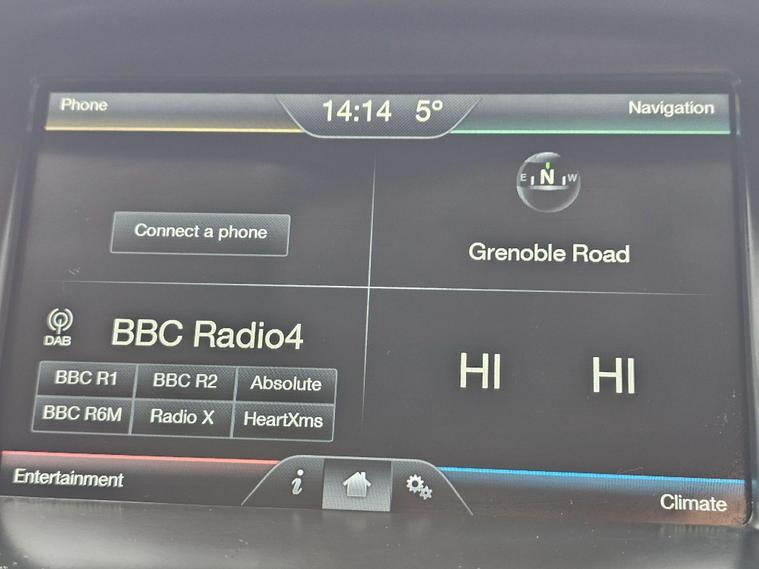 Phone
14:14 5°
Navigation
E N W
Connect a phone
Grenoble Road
DAB
BBC Radio4
HI HI
BBC R1 BBC R2 Absolute
BBC R6M Radio X HeartXms
Entertainment
i
Climate